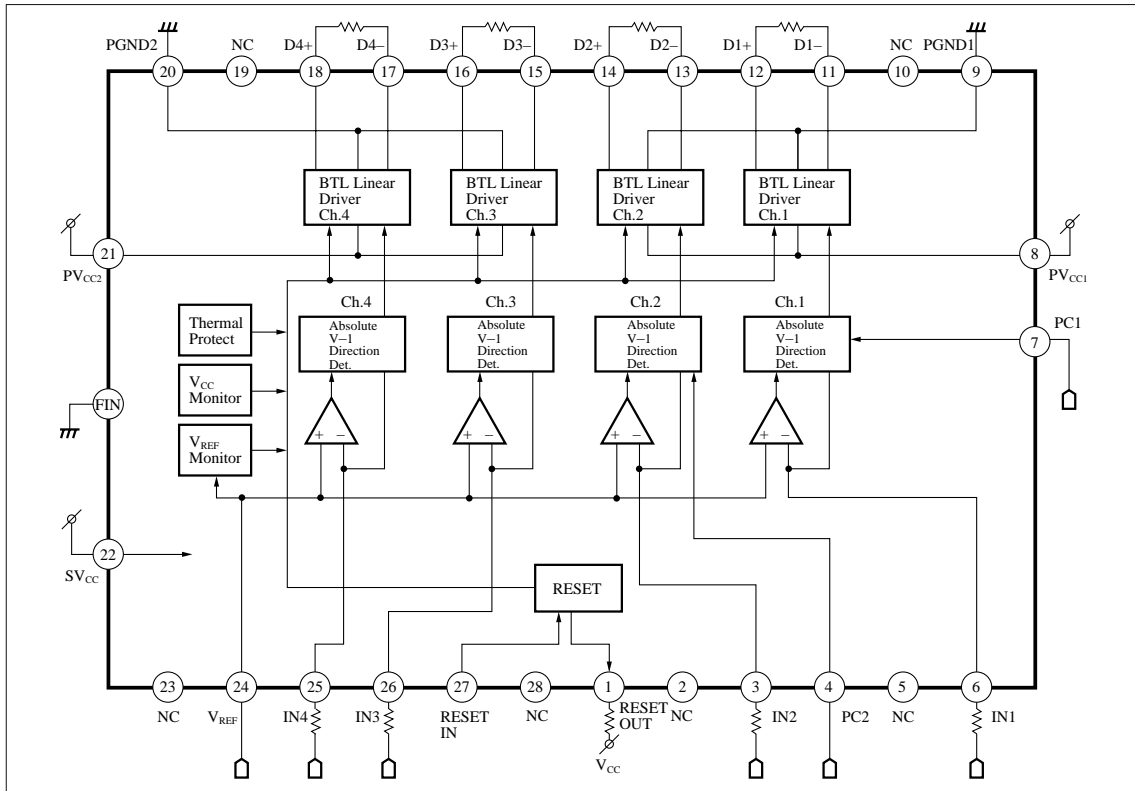 PGND2 NC D4+ D4– D3+ D3– D2+ D2– D1+ D1– NC PGND1
20 19 18 17 16 15 14 13 12 11 10 9
BTL Linear
Driver
Ch.4
BTL Linear
Driver
Ch.3
BTL Linear
Driver
Ch.2
BTL Linear
Driver
Ch.1
21
PVCC2
8
PVCC1
Ch.4 Ch.3 Ch.2 Ch.1
Thermal
Protect
Absolute
V–1
Direction
Det.
Absolute
V–1
Direction
Det.
Absolute
V–1
Direction
Det.
Absolute
V–1
Direction
Det.
PC1
7
VCC
Monitor
FIN
VREF
Monitor
+ – + – + – + –
22
SVCC
RESET
23 24 25 26 27 28 1 2 3 4 5 6
NC VREF IN4 IN3 RESET
IN
NC RESET
OUT
NC IN2 PC2 NC IN1
VCC